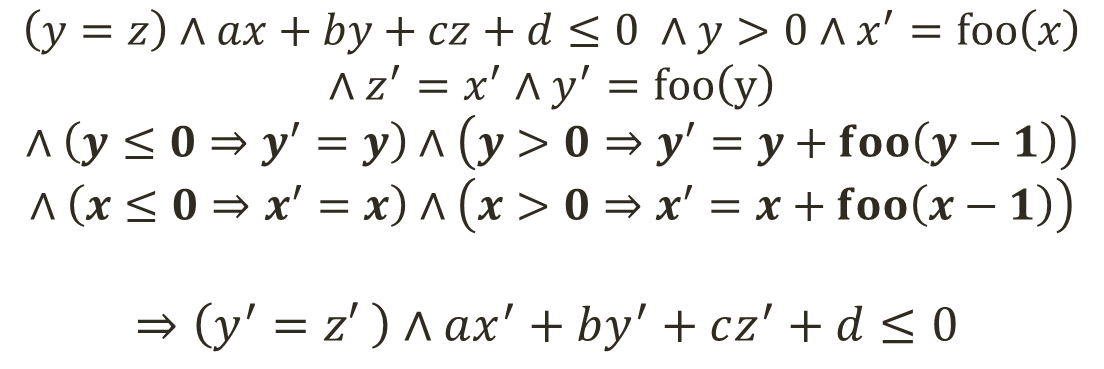 (y = z) ∧ ax + by + cz + d ≤ 0 ∧ y > 0 ∧ x′ = foo(x)
∧ z′ = x′ ∧ y′ = foo(y)
∧ (y ≤ 0 ⇒ y′ = y) ∧ (y > 0 ⇒ y′ = y + foo(y − 1))
∧ (x ≤ 0 ⇒ x′ = x) ∧ (x > 0 ⇒ x′ = x + foo(x − 1))
⇒ (y′ = z′ ) ∧ ax′ + by′ + cz′ + d ≤ 0